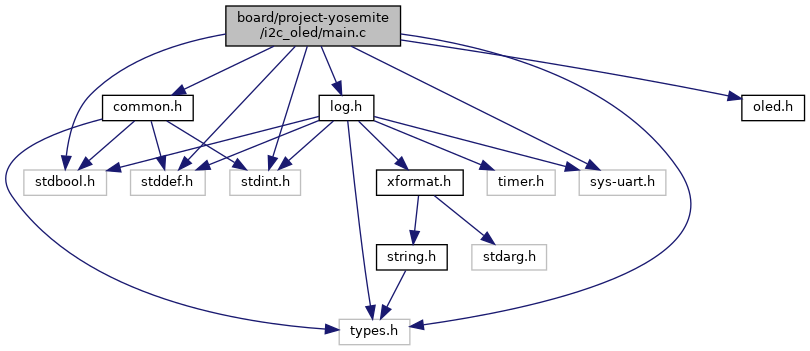 board/project-yosemite
/i2c_oled/main.c
common.h
log.h
oled.h
stdbool.h
stddef.h
stdint.h
xformat.h
timer.h
sys-uart.h
string.h
stdarg.h
types.h